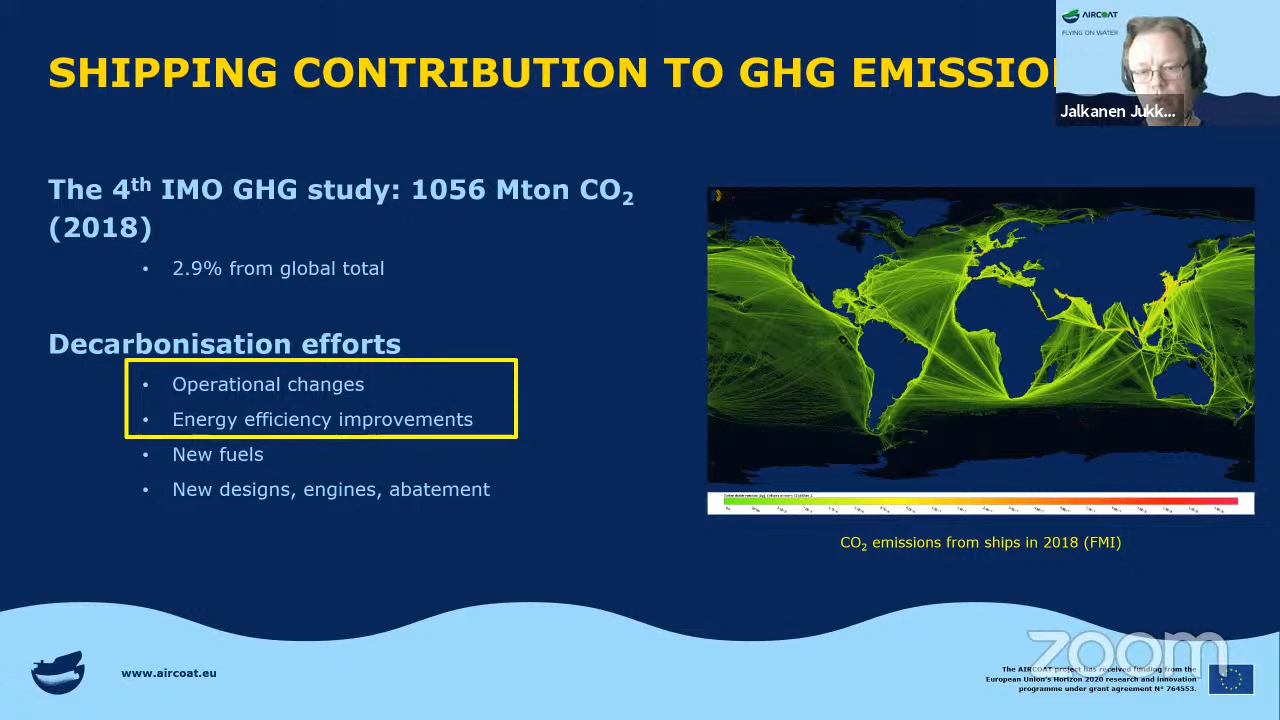 AIRCOAT
FLYING ON WATER
SHIPPING CONTRIBUTION TO GHG EMISSION
Jalkanen Jukk...
The 4th IMO GHG study: 1056 Mton CO2
(2018)
• 2.9% from global total
Decarbonisation efforts
• Operational changes
• Energy efficiency improvements
• New fuels
• New designs, engines, abatement
CO2 emissions from ships in 2018 (FMI)
www.aircoat.eu
zoom
The AIRCOAT project has received funding from the
European Union's Horizon 2020 research and innovation
programme under grant agreement N° 764553.